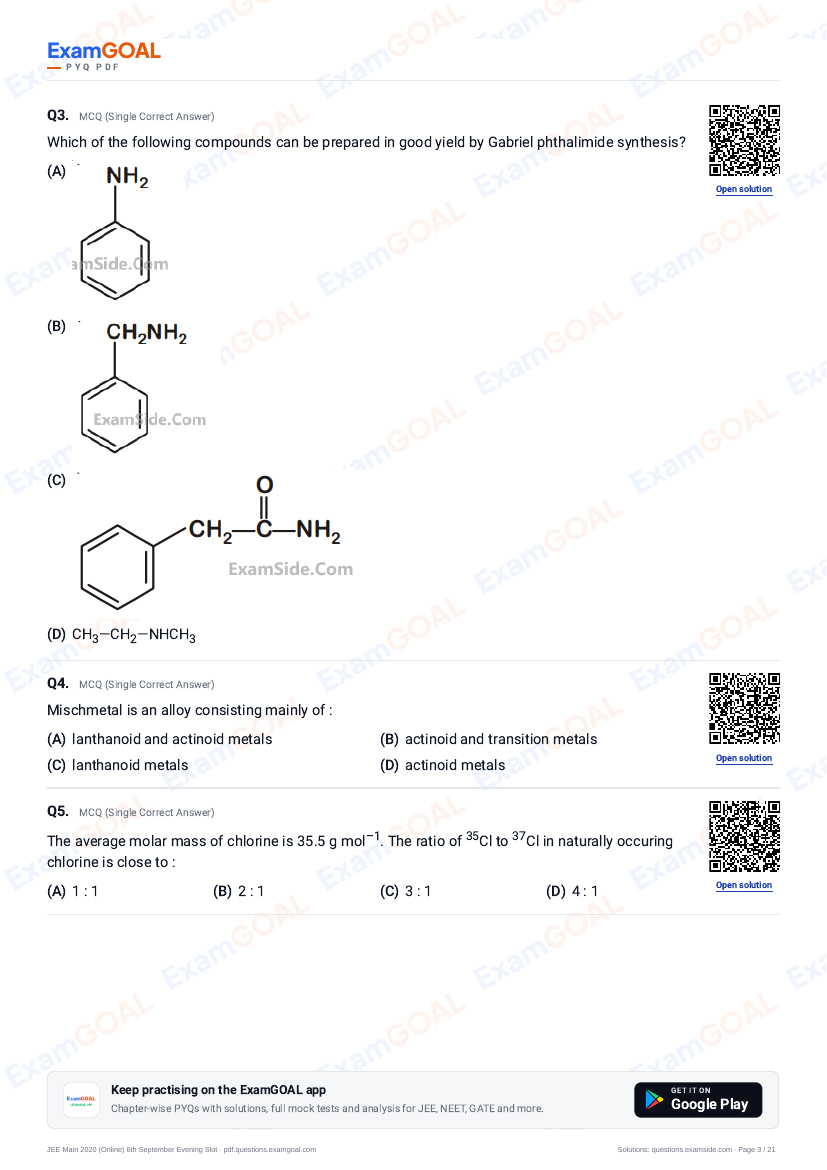 ExamGOAL
PYQ PDF
Q3. MCQ (Single Correct Answer)
Which of the following compounds can be prepared in good yield by Gabriel phthalimide synthesis?
Open solution
(A)
NH₂
amSide.Com
(B)
CH₂NH₂
ExamSide.Com
(C)
O
CH₂—C—NH₂
ExamSide.Com
(D) CH₃—CH₂—NHCH₃
Q4. MCQ (Single Correct Answer)
Mischmetal is an alloy consisting mainly of :
(A) lanthanoid and actinoid metals (B) actinoid and transition metals
(C) lanthanoid metals (D) actinoid metals
Open solution
Q5. MCQ (Single Correct Answer)
The average molar mass of chlorine is 35.5 g mol⁻¹. The ratio of ³⁵Cl to ³⁷Cl in naturally occuring
chlorine is close to :
(A) 1 : 1 (B) 2 : 1 (C) 3 : 1 (D) 4 : 1
Open solution
Keep practising on the ExamGOAL app
Chapter-wise PYQs with solutions, full mock tests and analysis for JEE, NEET, GATE and more.
GET IT ON
Google Play
JEE Main 2020 (Online) 6th September Evening Slot · pdf.questions.examgoal.com
Solutions: questions.examside.com · Page 3 / 21